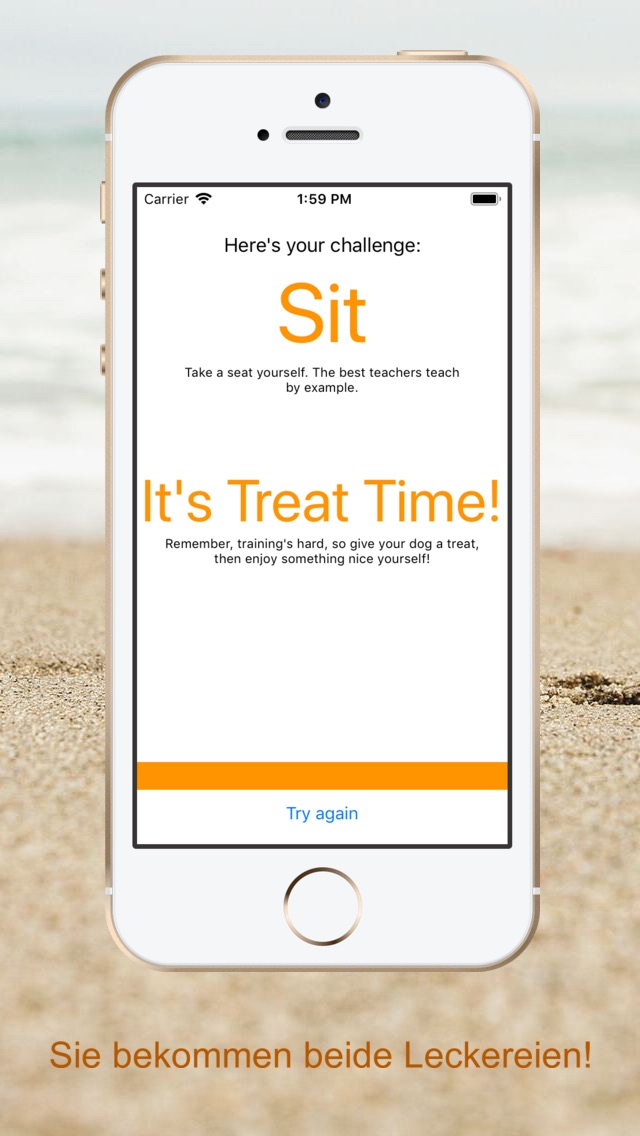 Carrier
1:59 PM
Here's your challenge:
Sit
Take a seat yourself. The best teachers teach
by example.
It's Treat Time!
Remember, training's hard, so give your dog a treat,
then enjoy something nice yourself!
Try again
Sie bekommen beide Leckereien!